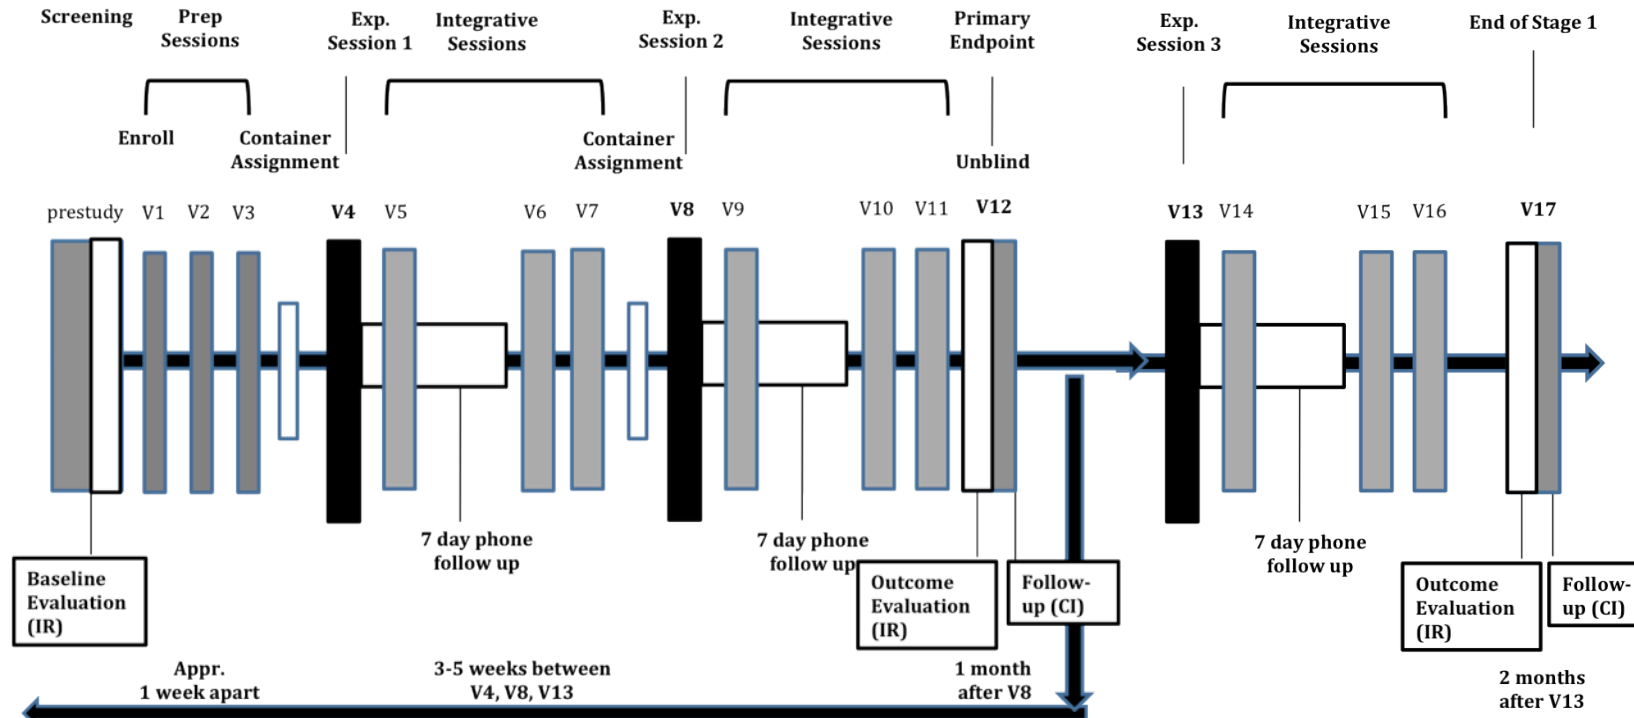 Screening
Prep
Sessions
Exp.
Session 1
Integrative
Sessions
Exp.
Session 2
Integrative
Sessions
Primary
Endpoint
Exp.
Session 3
Integrative
Sessions
End of Stage 1
Enroll
Container
Assignment
Container
Assignment
Unblind
prestudy V1 V2 V3 V4 V5 V6 V7 V8 V9 V10 V11 V12 V13 V14 V15 V16 V17
7 day phone
follow up
7 day phone
follow up
7 day phone
follow up
Baseline
Evaluation
(IR)
Outcome
Evaluation
(IR)
Follow-
up (CI)
Outcome
Evaluation
(IR)
Follow-
up (CI)
Appr.
1 week apart
3-5 weeks between
V4, V8, V13
1 month
after V8
2 months
after V13